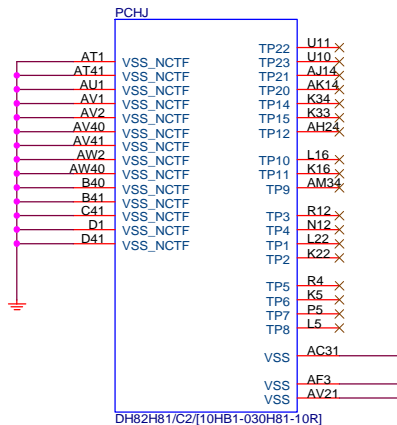 PCHJ
AT1 VSS_NCTF
AT41 VSS_NCTF
AU1 VSS_NCTF
AV1 VSS_NCTF
AV2 VSS_NCTF
AV40 VSS_NCTF
AV41 VSS_NCTF
AW2 VSS_NCTF
AW40 VSS_NCTF
B40 VSS_NCTF
B41 VSS_NCTF
C41 VSS_NCTF
D1 VSS_NCTF
D41 VSS_NCTF
TP22 U11
TP23 U10
TP21 AJ14
TP20 AK14
TP14 K34
TP15 K33
TP12 AH24
TP10 L16
TP11 K16
TP9 AM34
TP3 R12
TP4 N12
TP1 L22
TP2 K22
TP5 R4
TP6 K5
TP7 P5
TP8 L5
VSS AC31
VSS AF3
VSS AV21
DH82H81/C2/[10HB1-030H81-10R]